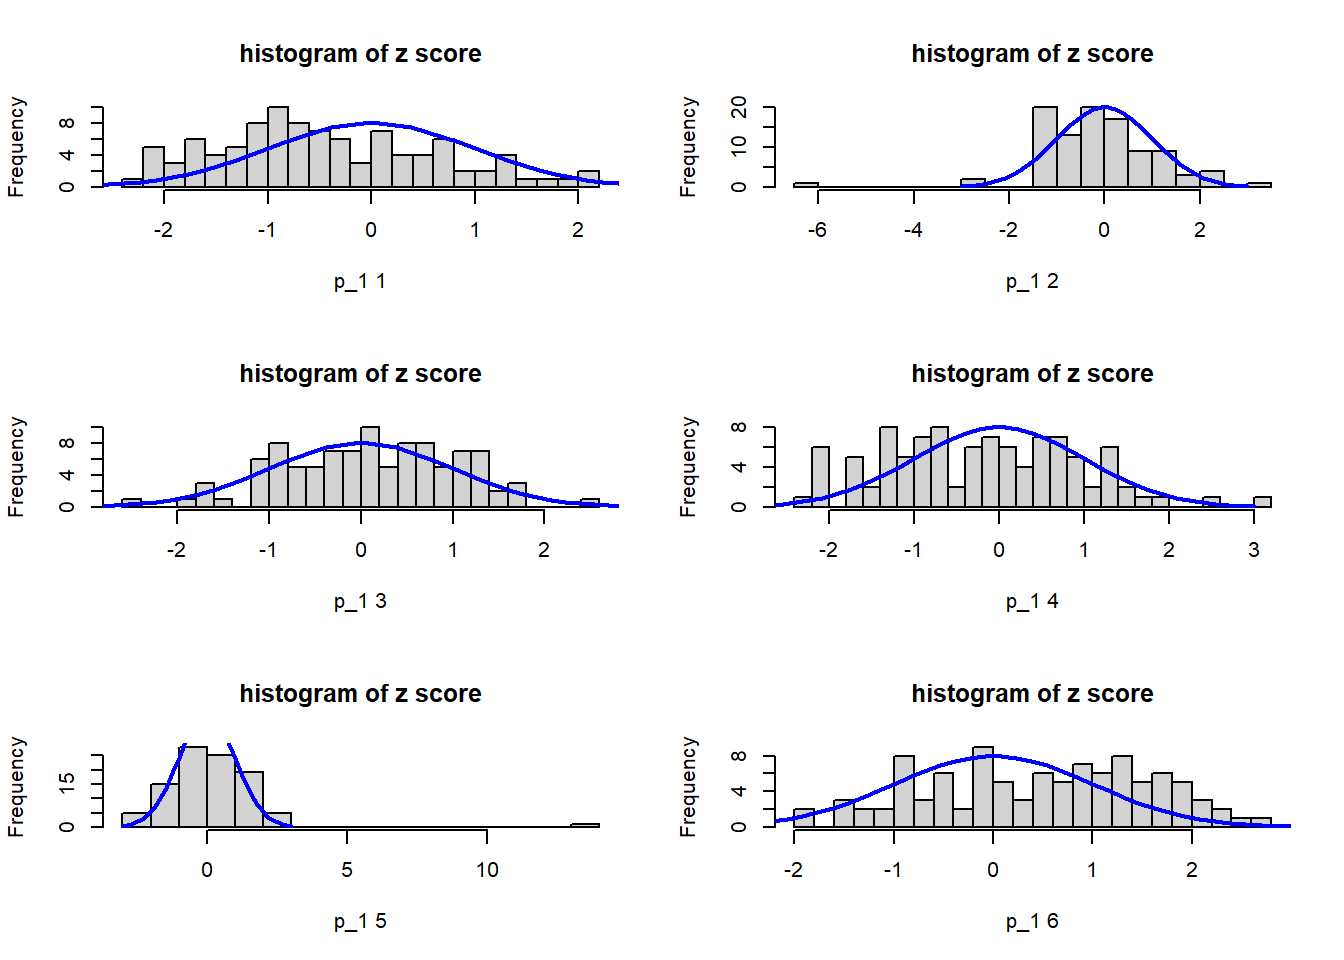 histogram of z score
Frequency
0 4 8
-2 -1 0 1 2
p_1 1
histogram of z score
Frequency
0 10 20
-6 -4 -2 0 2
p_1 2
histogram of z score
Frequency
0 4 8
-2 -1 0 1 2
p_1 3
histogram of z score
Frequency
0 4 8
-2 -1 0 1 2 3
p_1 4
histogram of z score
Frequency
0 15
0 5 10
p_1 5
histogram of z score
Frequency
0 4 8
-2 -1 0 1 2
p_1 6